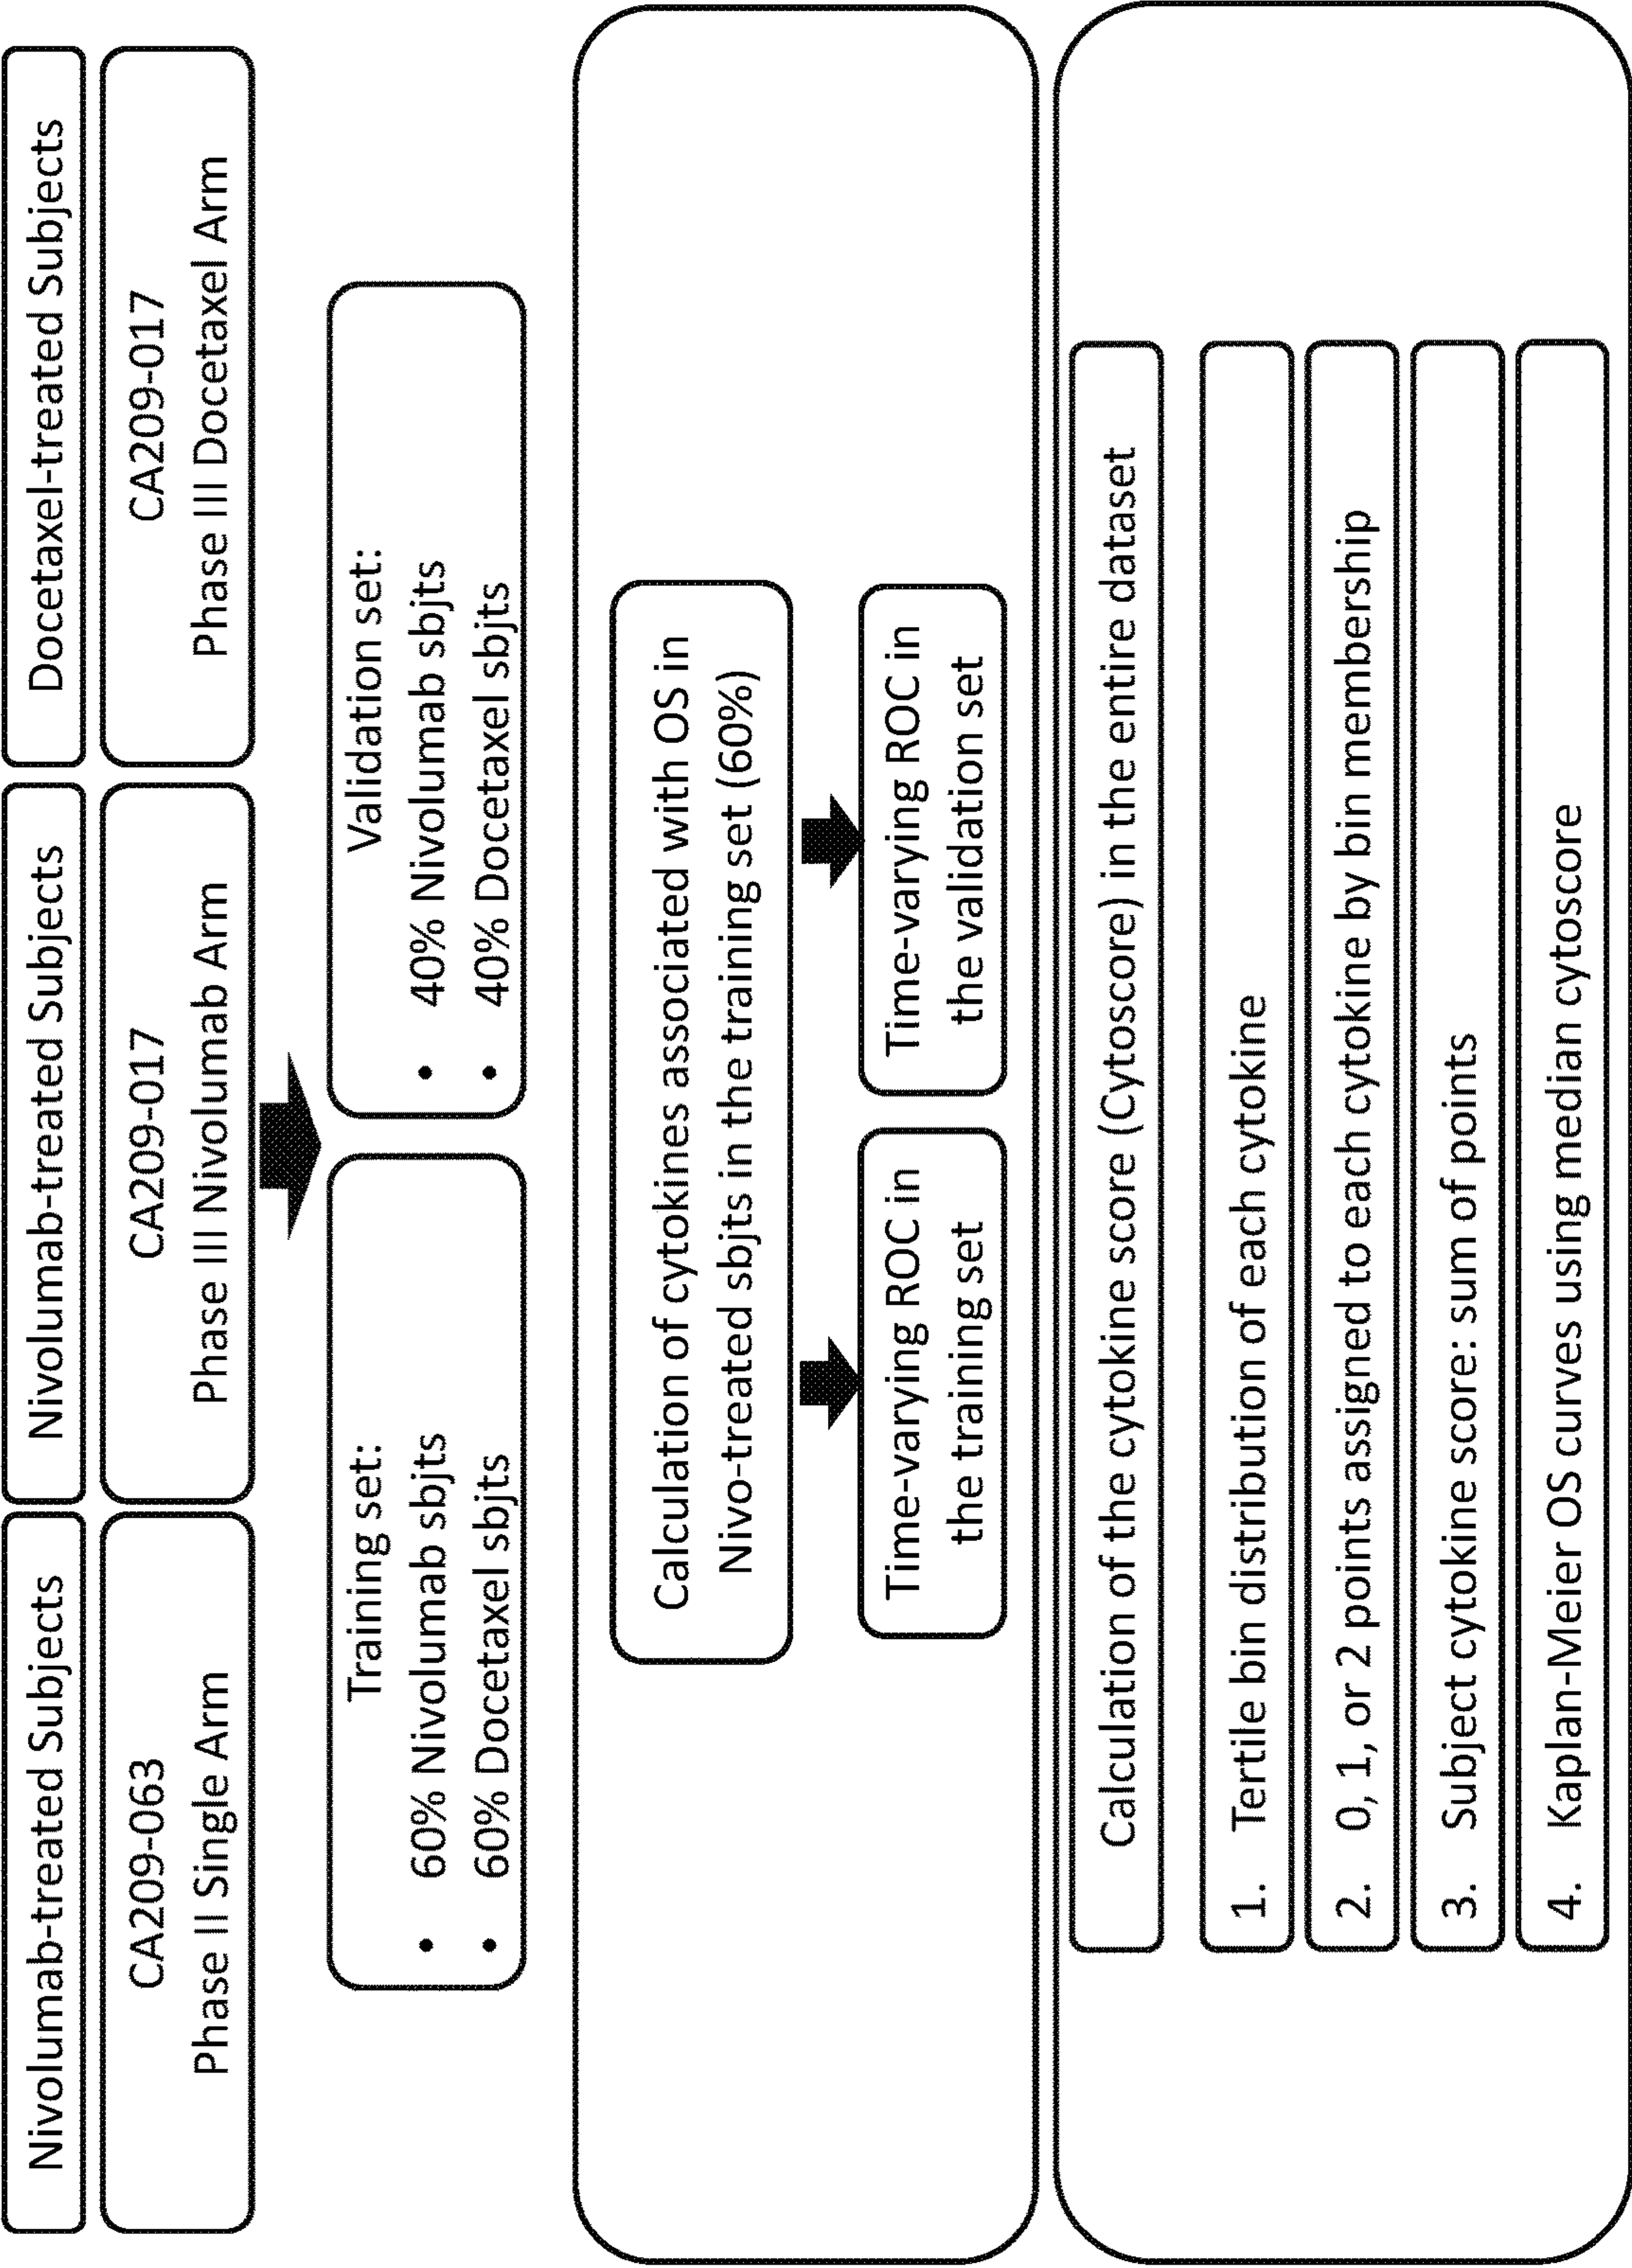 Nivolumab-treated Subjects
Nivolumab-treated Subjects
Docetaxel-treated Subjects
CA209-063
Phase II Single Arm
CA209-017
Phase III Nivolumab Arm
CA209-017
Phase III Docetaxel Arm
Training set:
• 60% Nivolumab sbjts
• 60% Docetaxel sbjts
Validation set:
• 40% Nivolumab sbjts
• 40% Docetaxel sbjts
Calculation of cytokines associated with OS in
Nivo-treated sbjts in the training set (60%)
Time-varying ROC in
the training set
Time-varying ROC in
the validation set
Calculation of the cytokine score (Cytoscore) in the entire dataset
1. Tertile bin distribution of each cytokine
2. 0, 1, or 2 points assigned to each cytokine by bin membership
3. Subject cytokine score: sum of points
4. Kaplan-Meier OS curves using median cytoscore